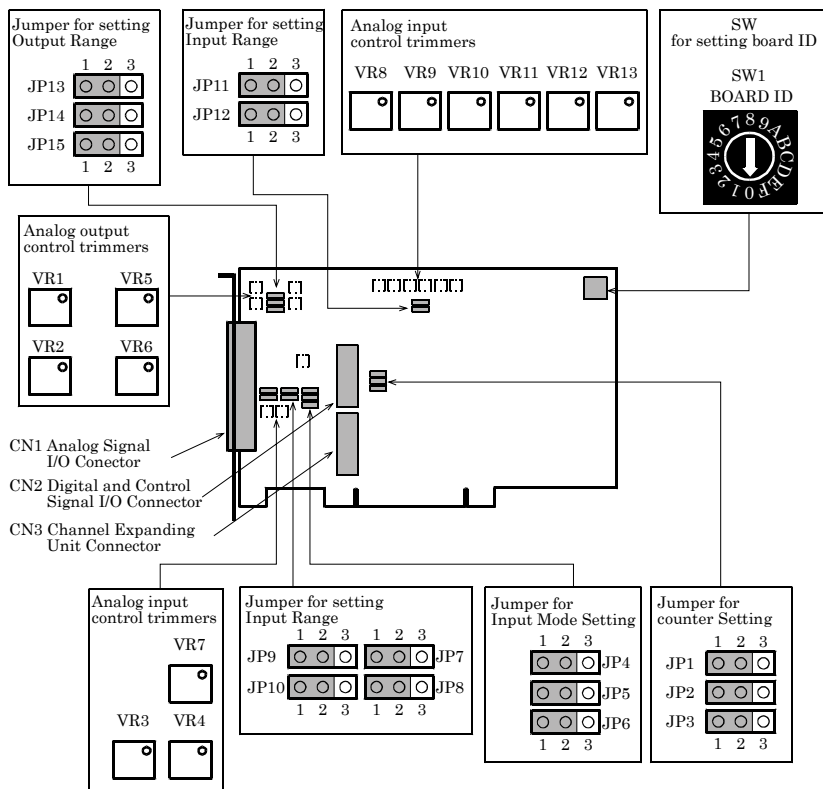 Jumper for setting
Output Range
1 2 3
JP13
JP14
JP15
1 2 3
Jumper for setting
Input Range
1 2 3
JP11
JP12
1 2 3
Analog input
control trimmers
VR8 VR9 VR10 VR11 VR12 VR13
SW
for setting board ID
SW1
BOARD ID
0123456789ABCDEF
Analog output
control trimmers
VR1 VR5
VR2 VR6
CN1 Analog Signal
I/O Conector
CN2 Digital and Control
Signal I/O Connector
CN3 Channel Expanding
Unit Connector
Analog input
control trimmers
VR7
VR3 VR4
Jumper for setting
Input Range
1 2 3 1 2 3
JP9 JP7
JP10 JP8
1 2 3 1 2 3
Jumper for
Input Mode Setting
1 2 3
JP4
JP5
JP6
1 2 3
Jumper for
counter Setting
1 2 3
JP1
JP2
JP3
1 2 3